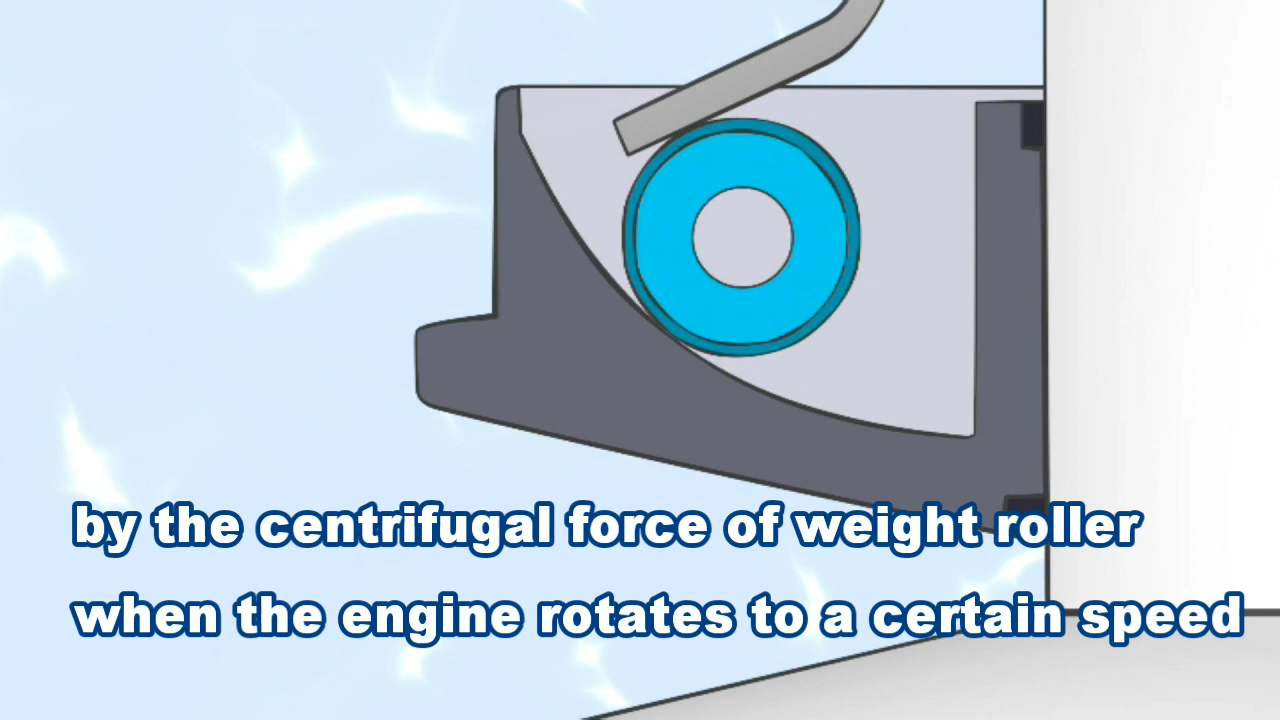 by the centrifugal force of weight roller
when the engine rotates to a certain speed